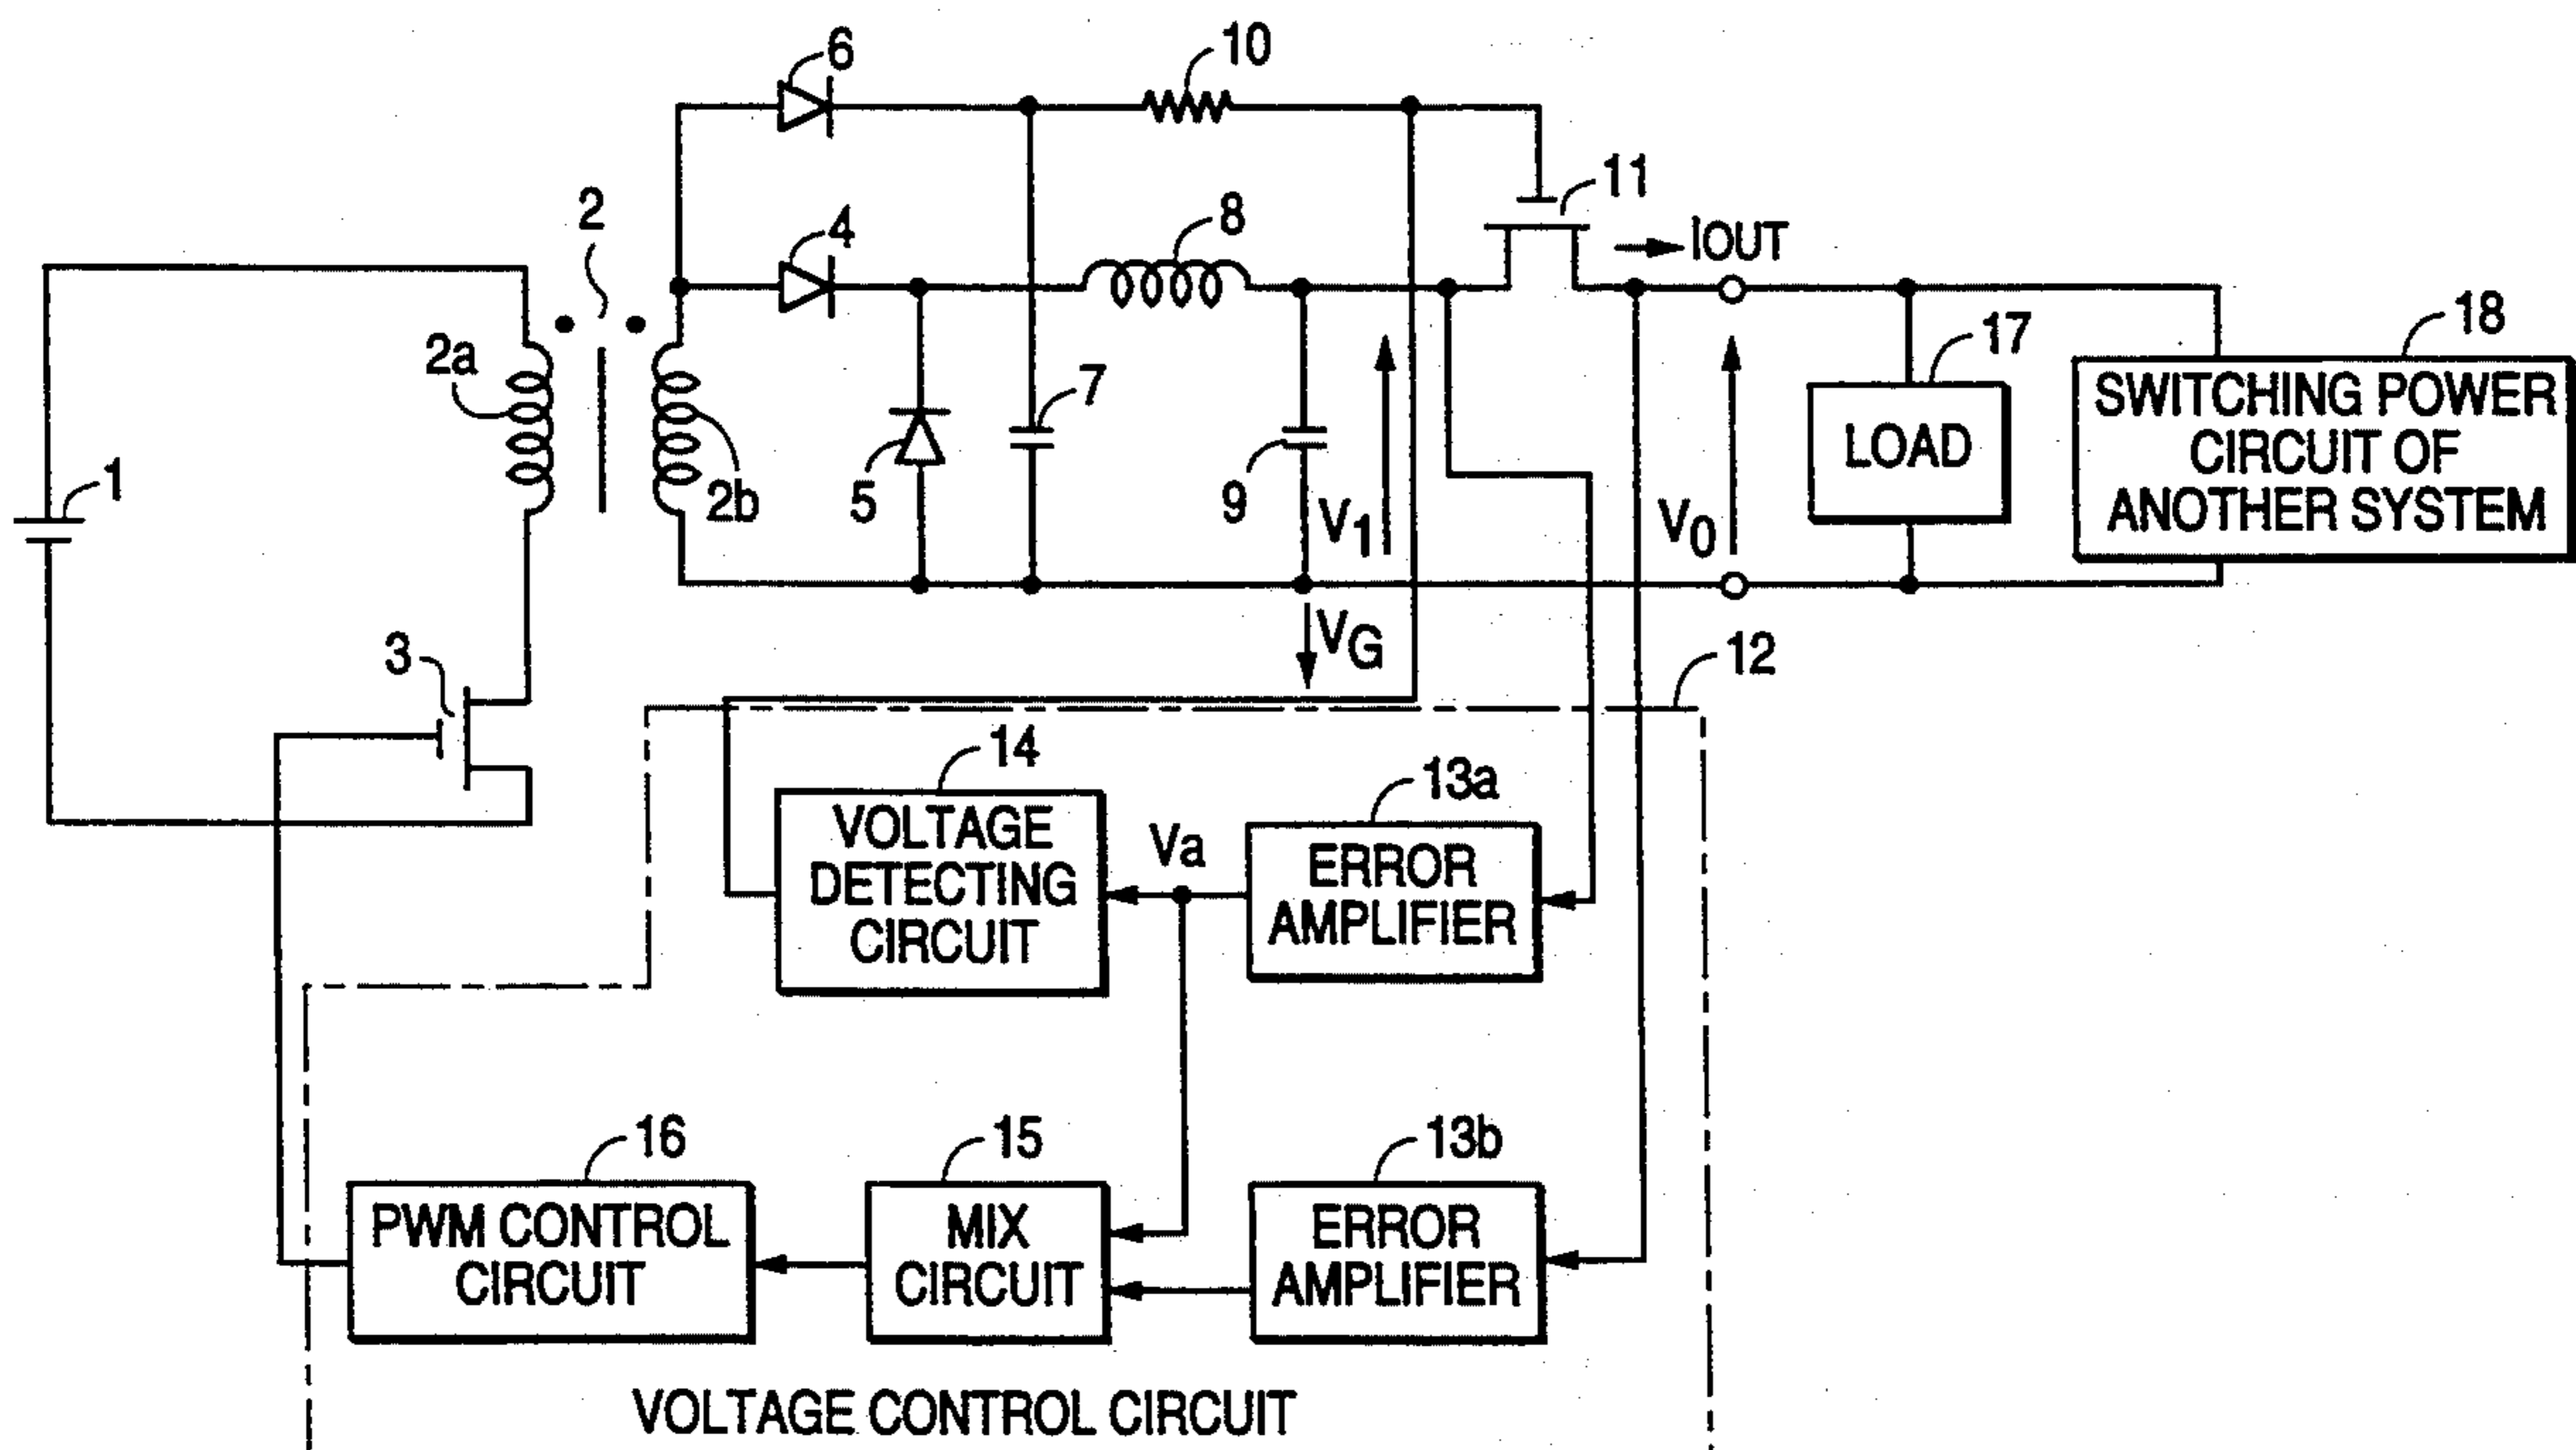 6
10
2
4
8
11
iOUT
2a
2b
1
5
7
9
V1
V0
17
LOAD
18
SWITCHING POWER
CIRCUIT OF
ANOTHER SYSTEM
VG
3
12
14
VOLTAGE
DETECTING
CIRCUIT
Va
13a
ERROR
AMPLIFIER
16
PWM CONTROL
CIRCUIT
15
MIX
CIRCUIT
13b
ERROR
AMPLIFIER
VOLTAGE CONTROL CIRCUIT